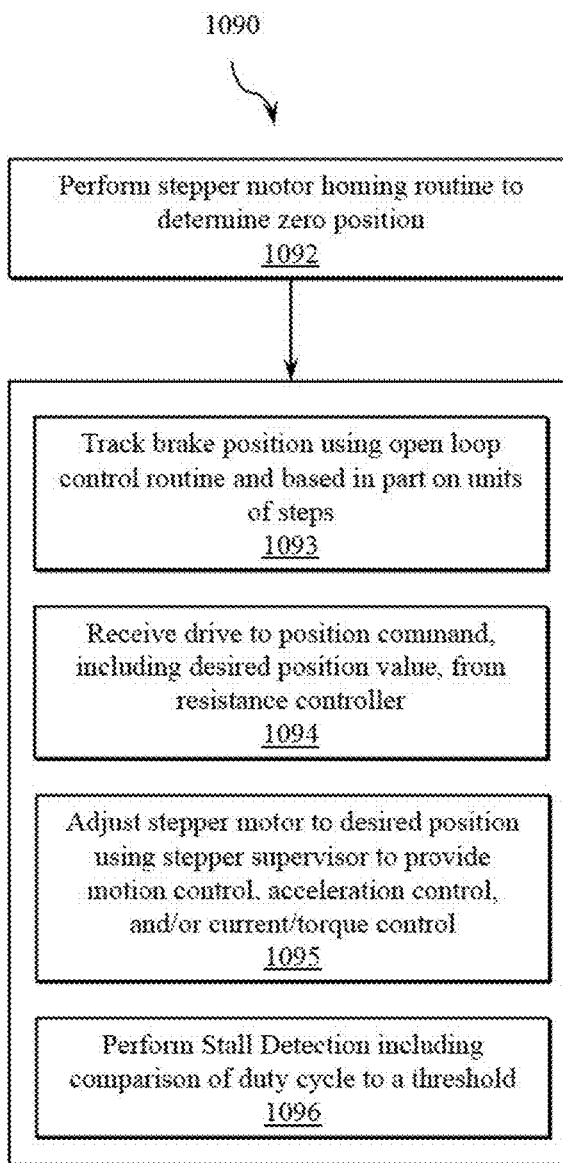 1090
Perform stepper motor homing routine to
determine zero position
1092
Track brake position using open loop
control routine and based in part on units
of steps
1093
Receive drive to position command,
including desired position value, from
resistance controller
1094
Adjust stepper motor to desired position
using stepper supervisor to provide
motion control, acceleration control,
and/or current/torque control
1095
Perform Stall Detection including
comparison of duty cycle to a threshold
1096